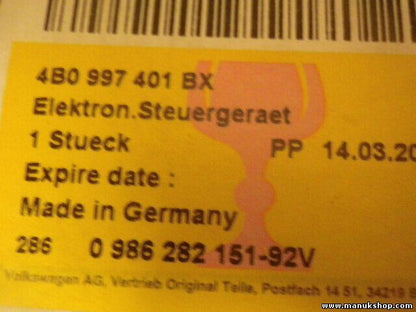 4B0 997 401 BX
Elektron.Steuergeraet
1 Stueck PP 14.03.20
Expire date :
Made in Germany
286 0 986 282 151-92V
Volkswagen AG, Vertrieb Original Teile, Postfach 14 51, 34219 B
www.manukshop.com